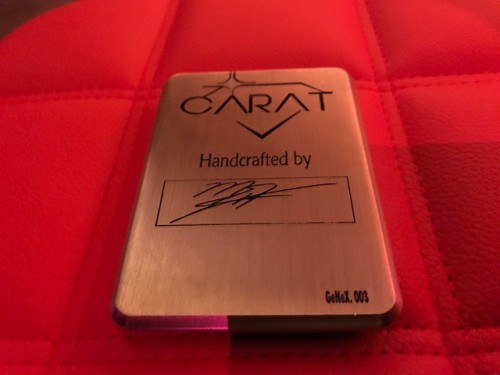 CARAT
Handcrafted by
GeNeX. 003